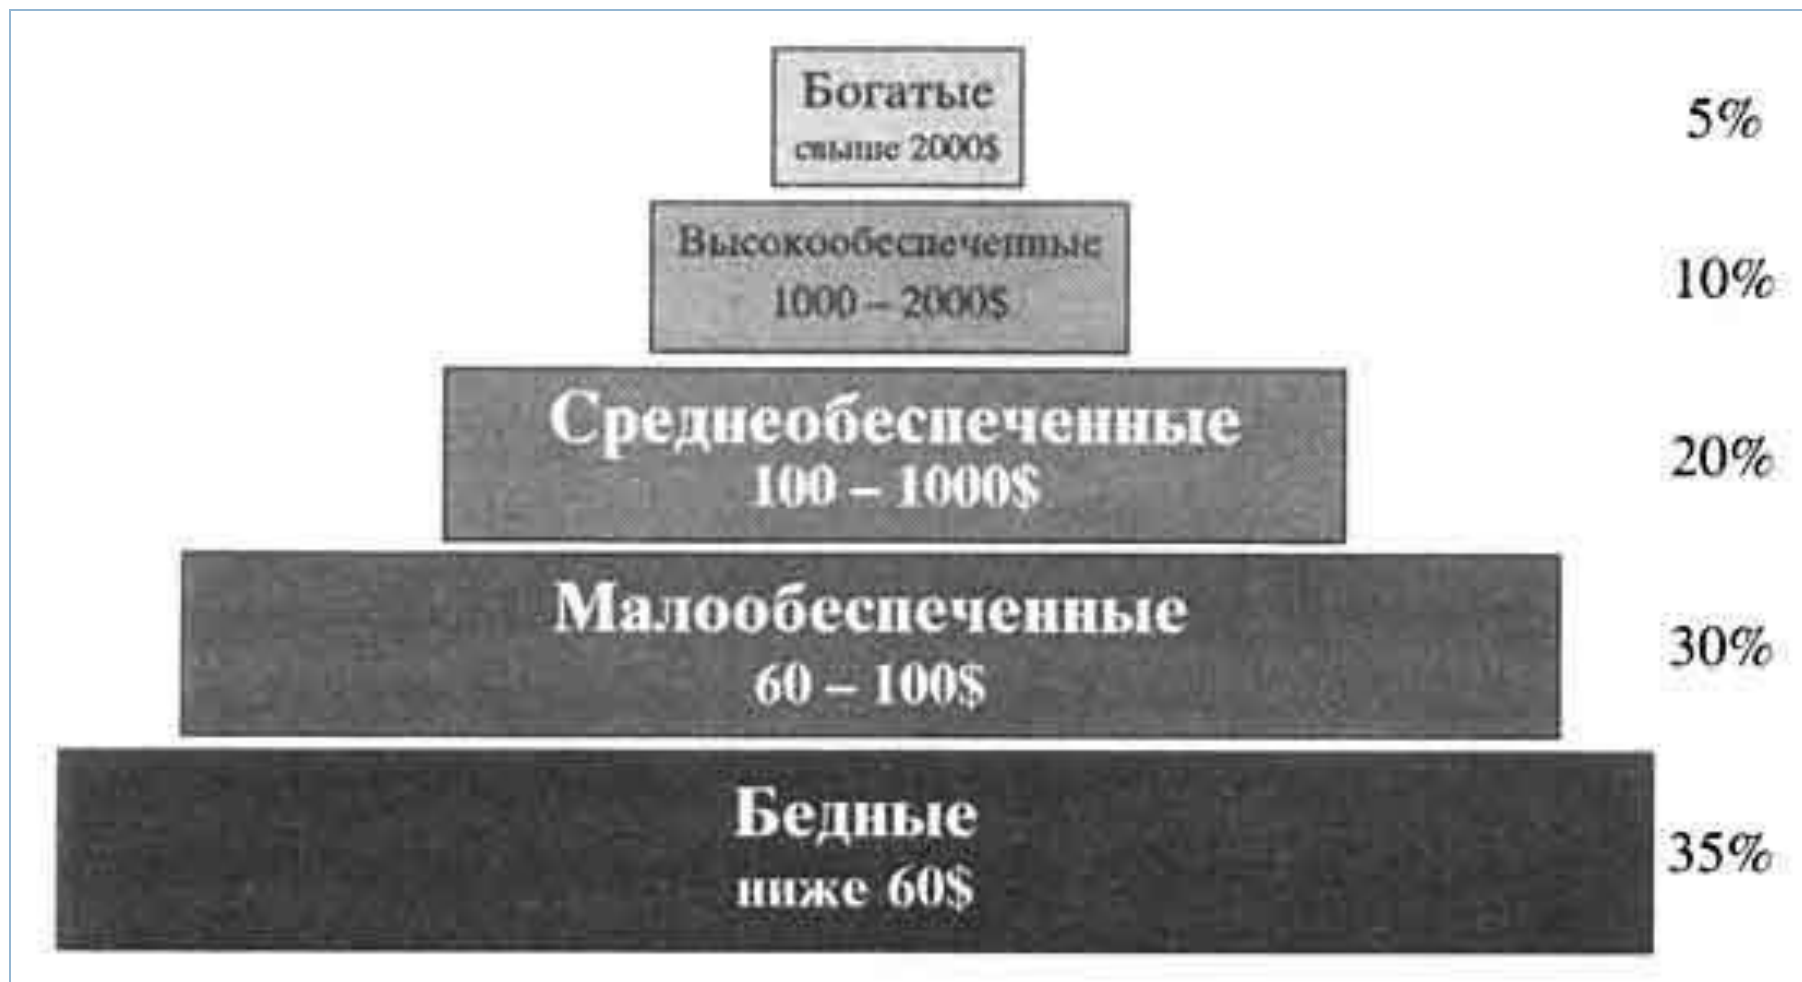 Богатые
свыше 2000$
5%
Высокообеспеченные
1000 – 2000$
10%
Среднеобеспеченные
100 – 1000$
20%
Малообеспеченные
60 – 100$
30%
Бедные
ниже 60$
35%